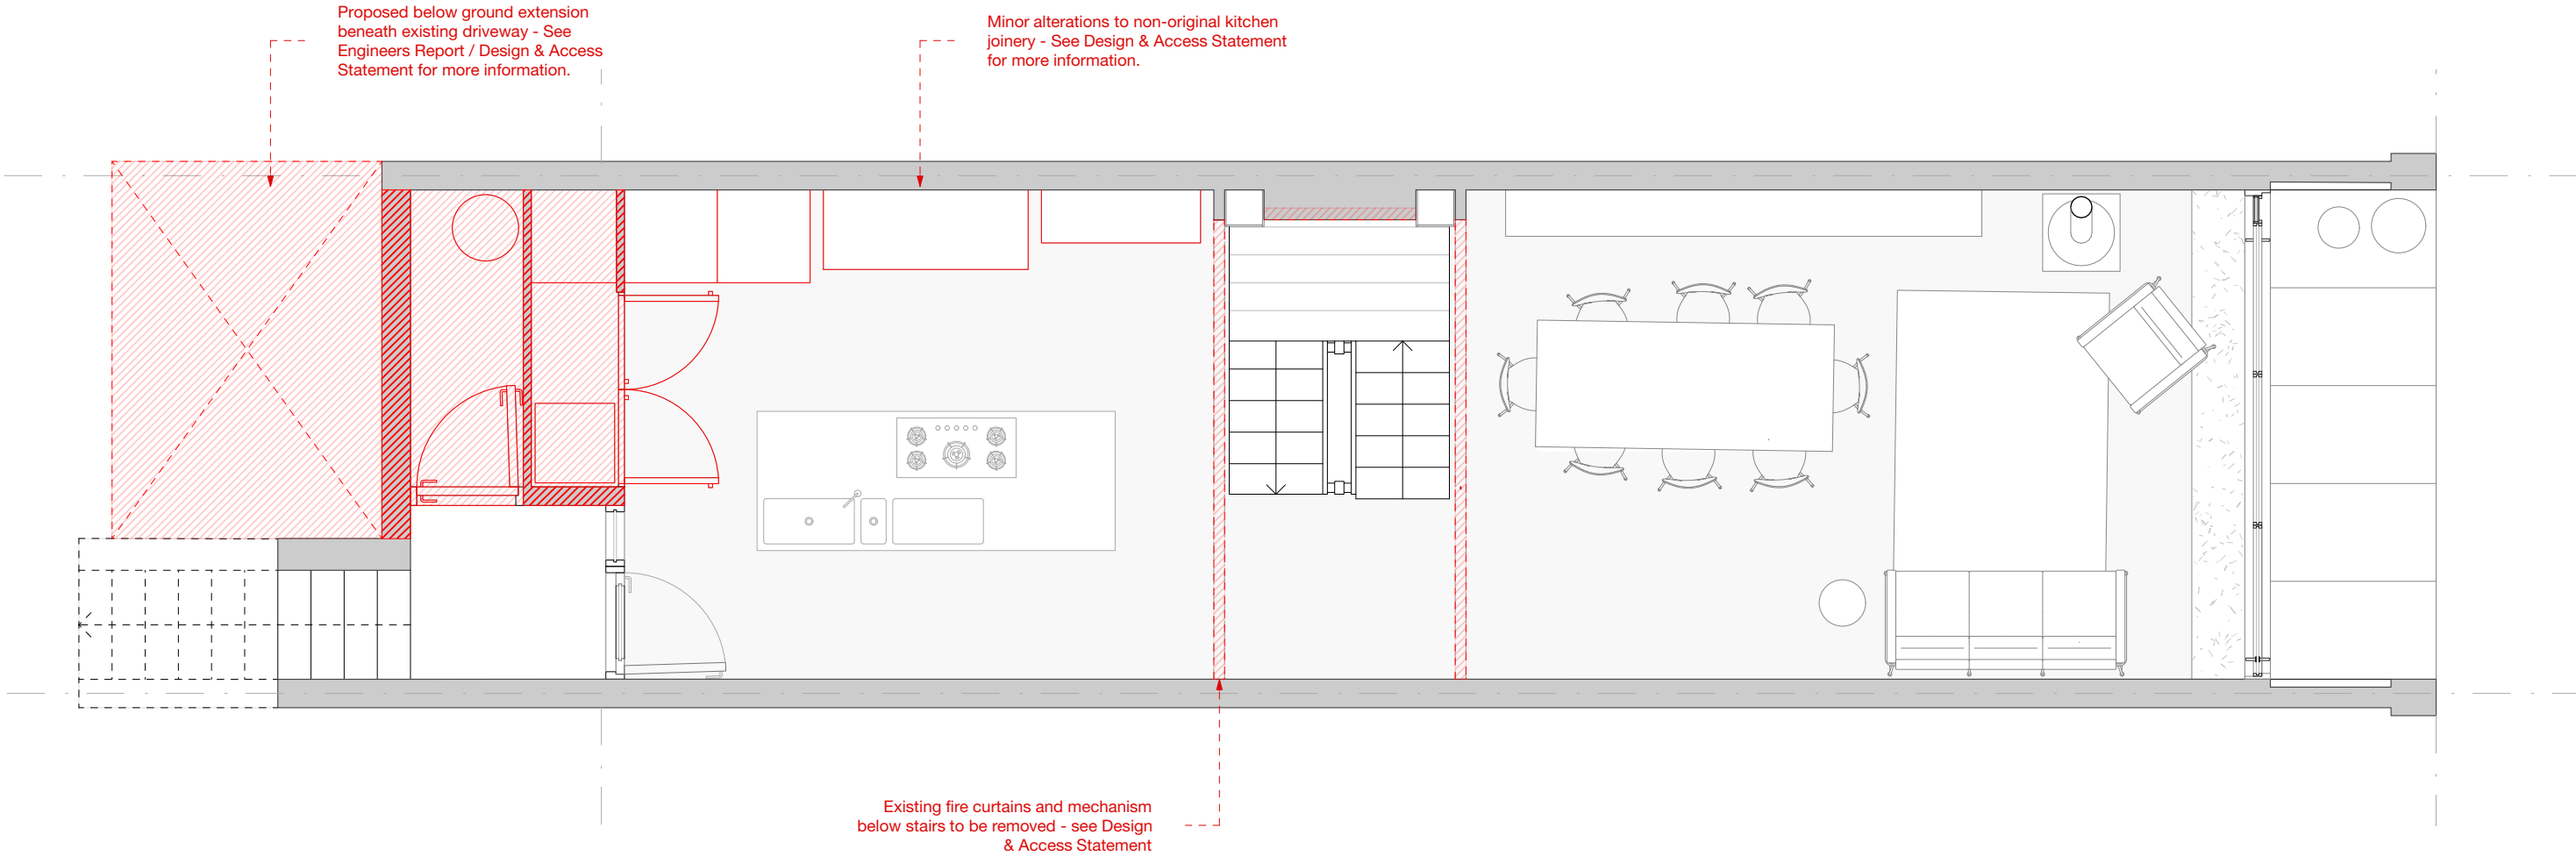 Proposed below ground extension
beneath existing driveway - See
Engineers Report / Design & Access
Statement for more information.
Minor alterations to non-original kitchen
joinery - See Design & Access Statement
for more information.
Existing fire curtains and mechanism
below stairs to be removed - see Design
& Access Statement